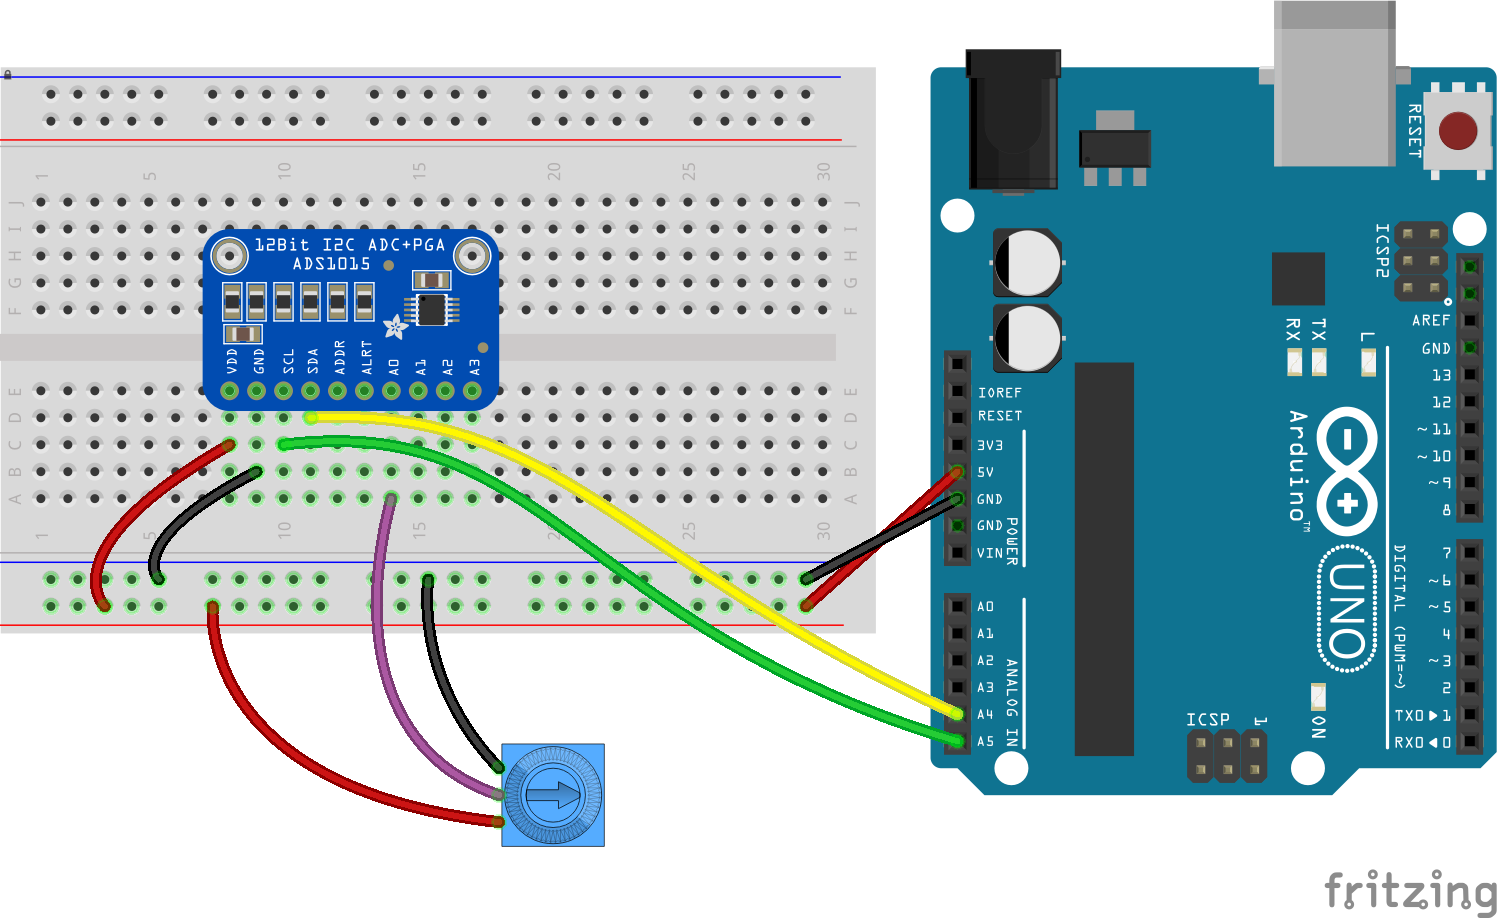 1 5 10 15 20 25 30
J J
I I
H H
G G
F F
12Bit I2C ADC+PGA
ADS1015
VDD GND SCL SDA ADDR ALRT A0 A1 A2 A3
E E
D D
C C
B B
A A
1 5 10 15 20 25 30
RESET
ICSP2
IOREF
RESET
3V3
5V
GND
GND
VIN
POWER
A0
A1
A2
A3
A4
A5
ANALOG IN
RX TX L
Arduino™
UNO
AREF
GND
13
12
~11
~10
~9
8
7
~6
~5
4
~3
2
TX0▶1
RX0◀0
DIGITAL (PWM=~)
ICSP 1
ON
fritzing